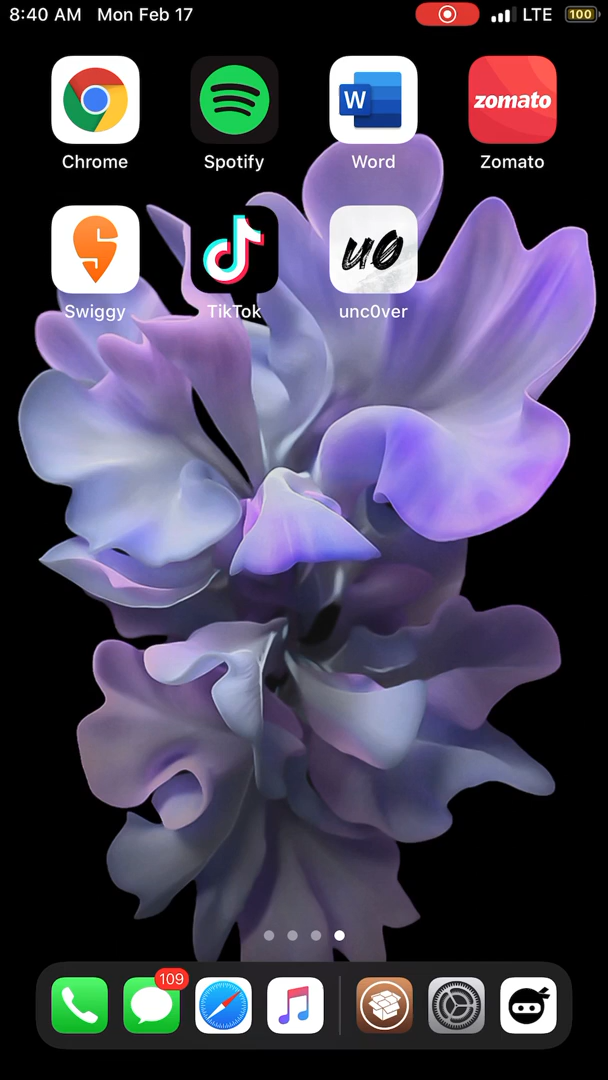 8:40 AM Mon Feb 17 LTE 100
W zomato
Chrome Spotify Word Zomato
u0
Swiggy TikTok unc0ver
109